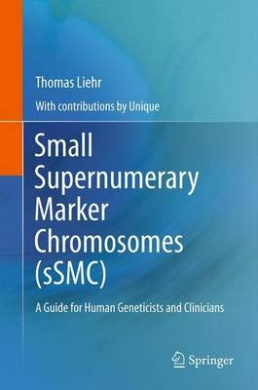 Thomas Liehr
With contributions by Unique
Small
Supernumerary
Marker
Chromosomes
(sSMC)
A Guide for Human Geneticists and Clinicians
Springer